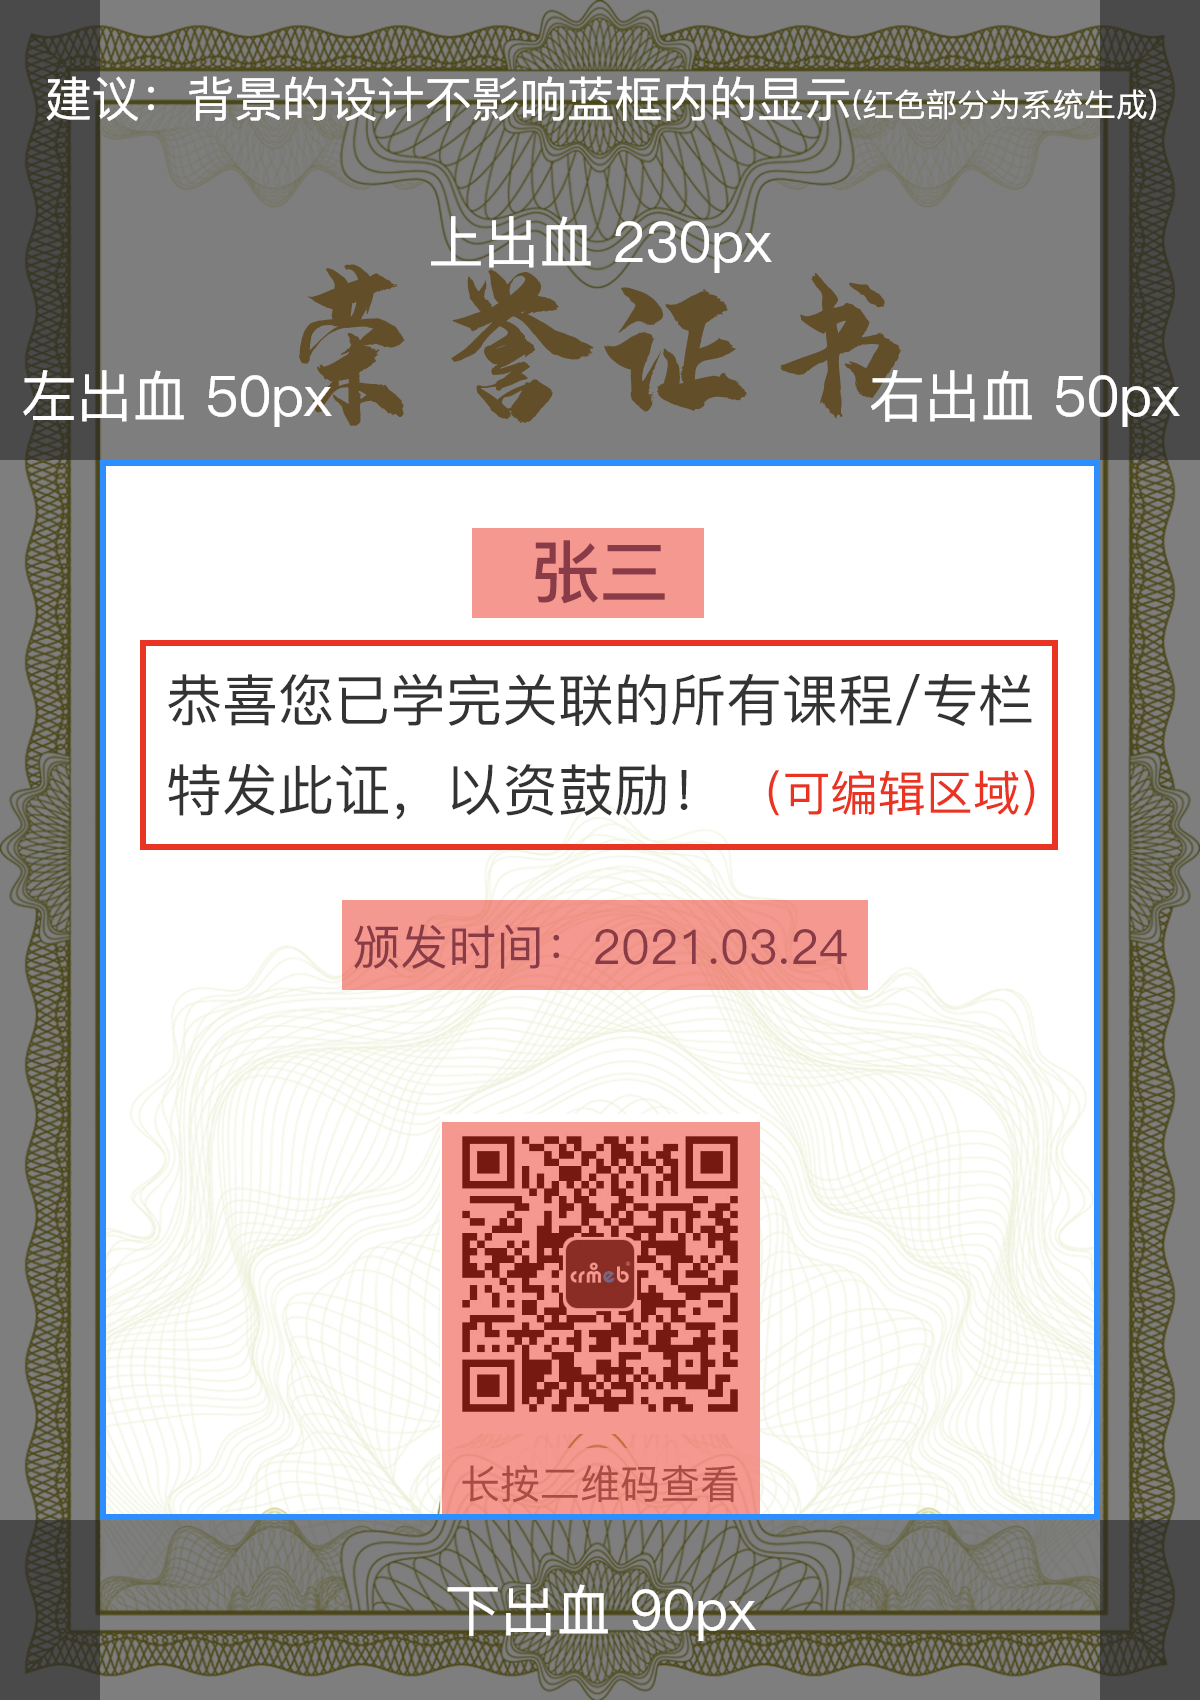 建议：背景的设计不影响蓝框内的显示(红色部分为系统生成)
上出血 230px
荣誉证书
左出血 50px
右出血 50px
张三
恭喜您已学完关联的所有课程/专栏
特发此证，以资鼓励！ (可编辑区域)
颁发时间：2021.03.24
crmeb
长按二维码查看
下出血 90px